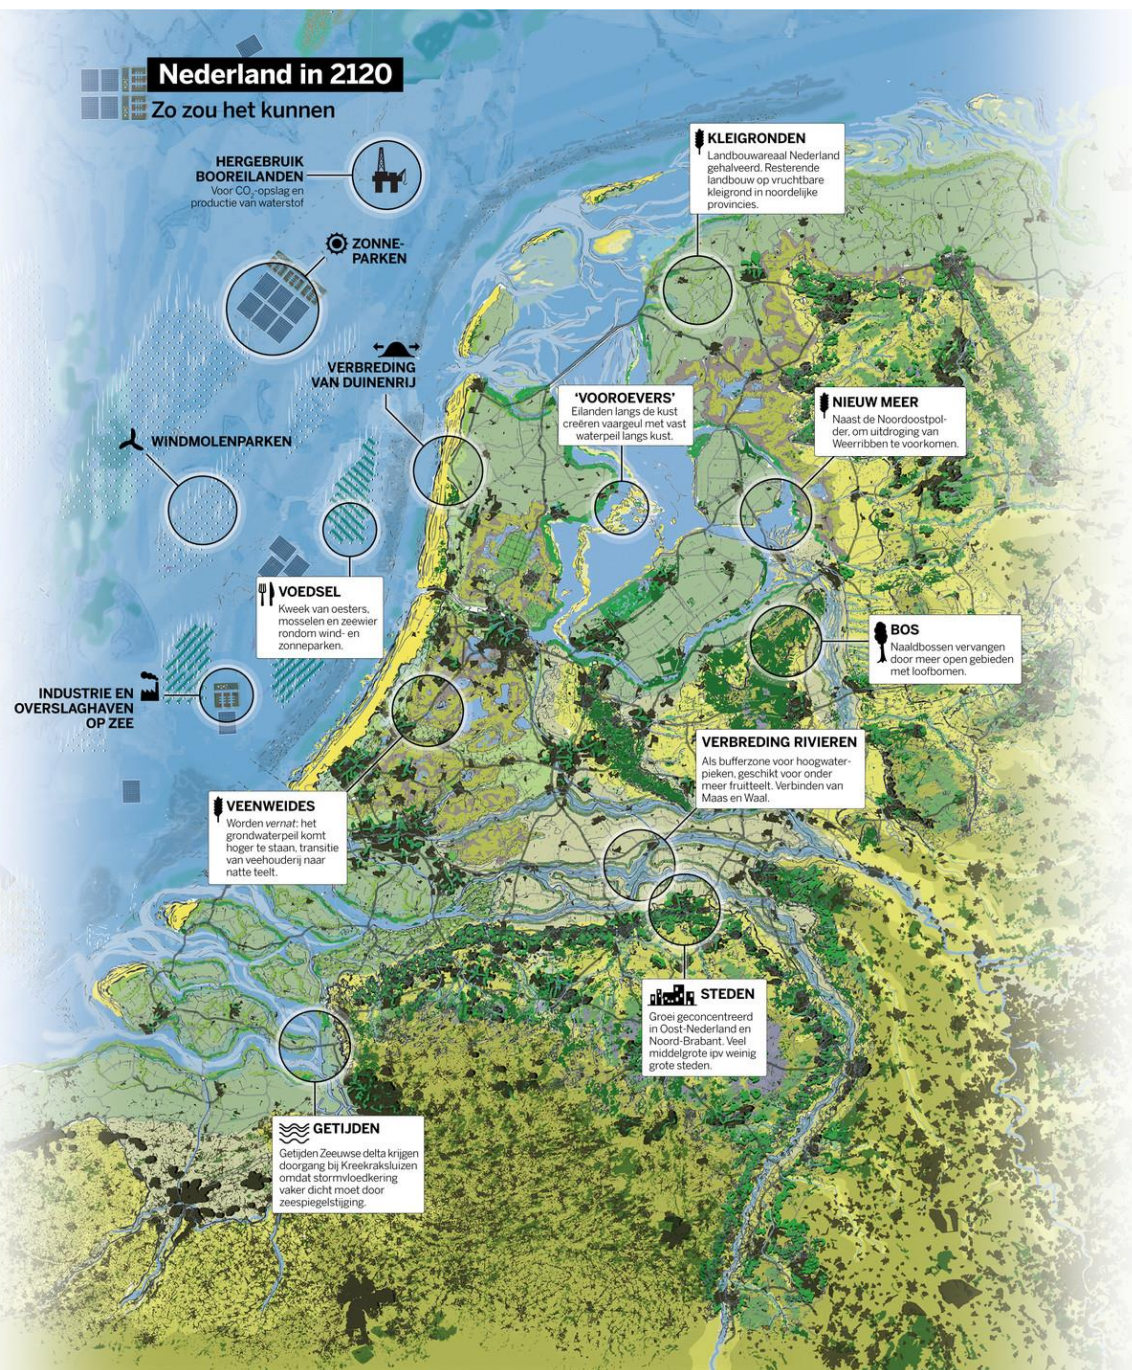 Nederland in 2120
Zo zou het kunnen
HERGEBRUIK
BOOREILANDEN
Voor CO₂-opslag en
productie van waterstof
KLEIGRONDEN
Landbouwareaal Nederland
gehalveerd. Resterende
landbouw op vruchtbare
kleigrond in noordelijke
provincies.
ZONNE-
PARKEN
VERBREDING
VAN DUINENRIJ
'VOOROEVERS'
Eilanden langs de kust
creëren vaargeul met vast
waterpeil langs kust.
NIEUW MEER
Naast de Noordoostpol-
der, om uitdroging van
Weerribben te voorkomen.
WINDMOLENPARKEN
VOEDSEL
Kweek van oesters,
mosselen en zeewier
rondom wind- en
zonneparken.
BOS
Naaldbossen vervangen
door meer open gebieden
met loofbomen.
INDUSTRIE EN
OVERSLAGHAVEN
OP ZEE
VERBREDING RIVIEREN
Als bufferzone voor hoogwater-
pieken, geschikt voor onder
meer fruitteelt. Verbinden van
Maas en Waal.
VEENWEIDES
Worden vernat: het
grondwaterpeil komt
hoger te staan, transitie
van veehouderij naar
natte teelt.
STEDEN
Groei geconcentreerd
in Oost-Nederland en
Noord-Brabant. Veel
middelgrote ipv weinig
grote steden.
GETIJDEN
Getijden Zeeuwse delta krijgen
doorgang bij Kreekraksluizen
omdat stormvloedkering
vaker dicht moet door
zeespiegelstijging.